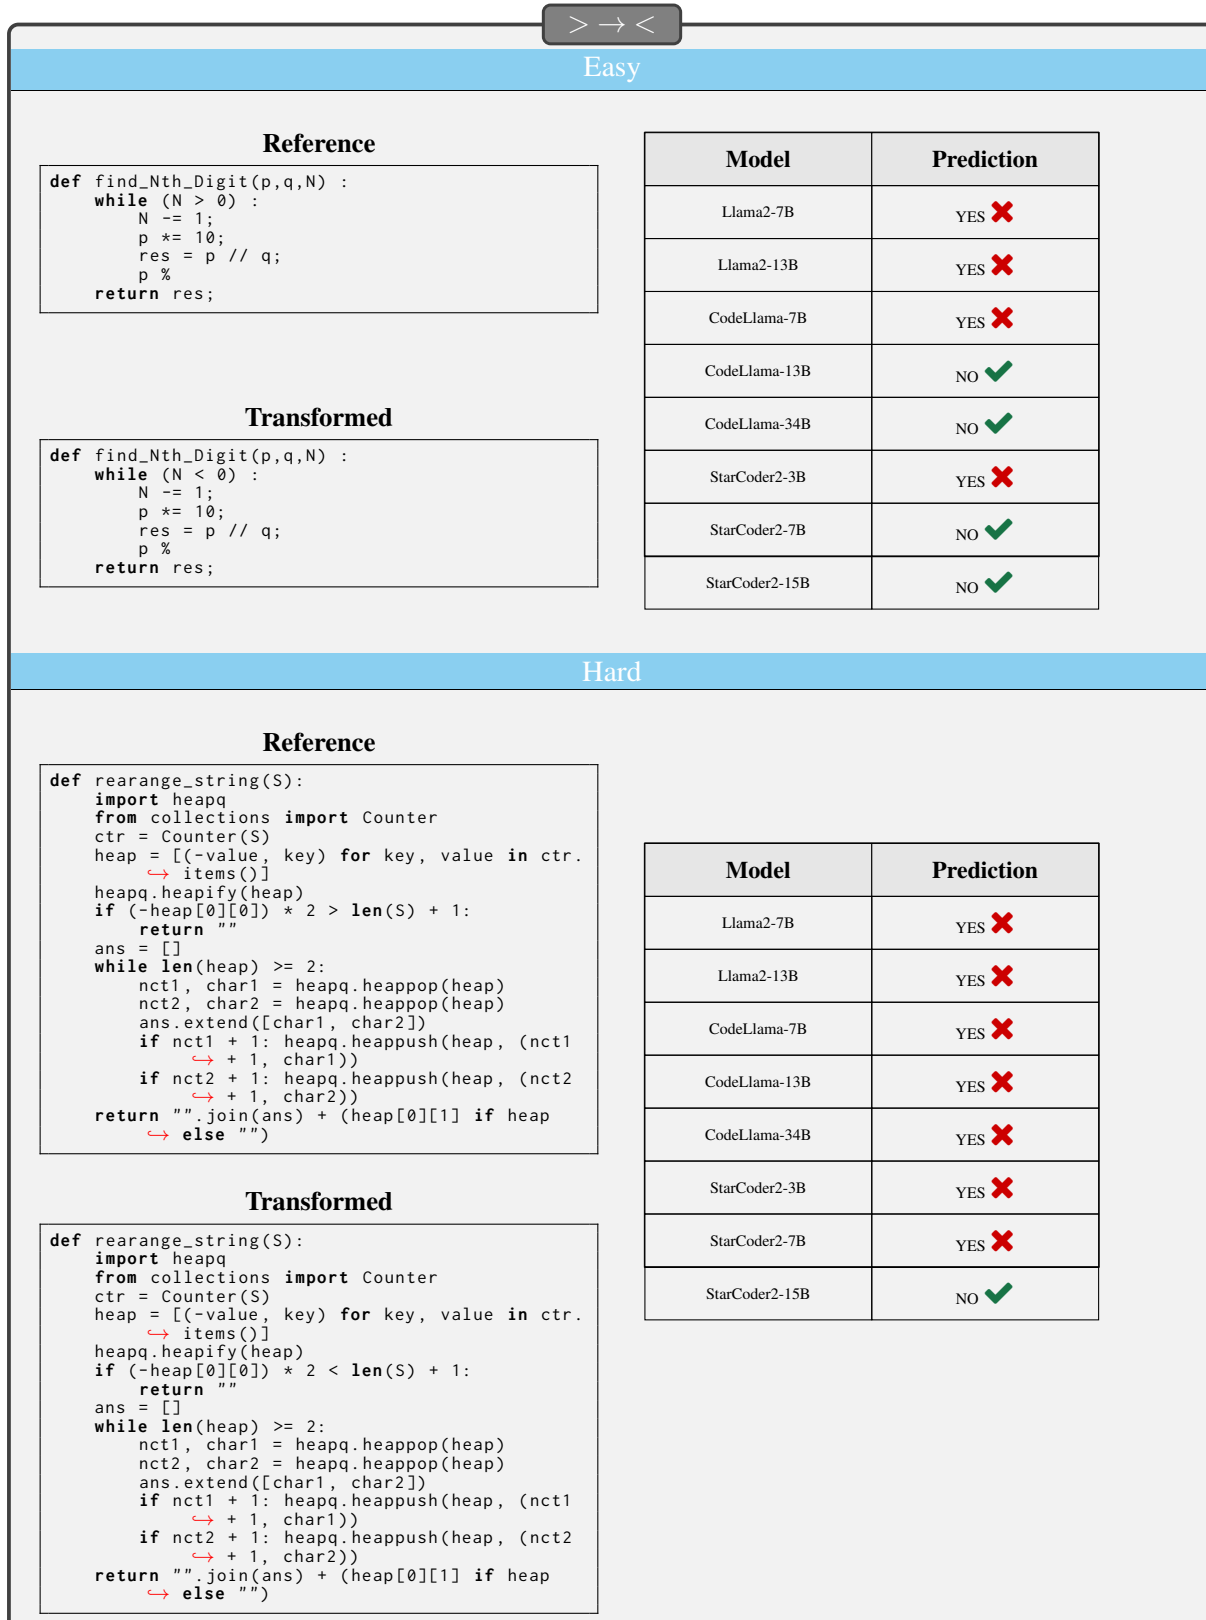 > → <
Easy
Reference
def find_Nth_Digit(p,q,N) :
    while (N > 0) :
        N -= 1;
        p *= 10;
        res = p // q;
        p %
    return res;
Transformed
def find_Nth_Digit(p,q,N) :
    while (N < 0) :
        N -= 1;
        p *= 10;
        res = p // q;
        p %
    return res;
Model Prediction
Llama2-7B YES ✖
Llama2-13B YES ✖
CodeLlama-7B YES ✖
CodeLlama-13B NO ✔
CodeLlama-34B NO ✔
StarCoder2-3B YES ✖
StarCoder2-7B NO ✔
StarCoder2-15B NO ✔
Hard
Reference
def rearange_string(S):
    import heapq
    from collections import Counter
    ctr = Counter(S)
    heap = [(-value, key) for key, value in ctr.
        ↪ items()]
    heapq.heapify(heap)
    if (-heap[0][0]) * 2 > len(S) + 1:
        return ""
    ans = []
    while len(heap) >= 2:
        nct1, char1 = heapq.heappop(heap)
        nct2, char2 = heapq.heappop(heap)
        ans.extend([char1, char2])
        if nct1 + 1: heapq.heappush(heap, (nct1
            ↪ + 1, char1))
        if nct2 + 1: heapq.heappush(heap, (nct2
            ↪ + 1, char2))
    return "".join(ans) + (heap[0][1] if heap
        ↪ else "")
Transformed
def rearange_string(S):
    import heapq
    from collections import Counter
    ctr = Counter(S)
    heap = [(-value, key) for key, value in ctr.
        ↪ items()]
    heapq.heapify(heap)
    if (-heap[0][0]) * 2 < len(S) + 1:
        return ""
    ans = []
    while len(heap) >= 2:
        nct1, char1 = heapq.heappop(heap)
        nct2, char2 = heapq.heappop(heap)
        ans.extend([char1, char2])
        if nct1 + 1: heapq.heappush(heap, (nct1
            ↪ + 1, char1))
        if nct2 + 1: heapq.heappush(heap, (nct2
            ↪ + 1, char2))
    return "".join(ans) + (heap[0][1] if heap
        ↪ else "")
Model Prediction
Llama2-7B YES ✖
Llama2-13B YES ✖
CodeLlama-7B YES ✖
CodeLlama-13B YES ✖
CodeLlama-34B YES ✖
StarCoder2-3B YES ✖
StarCoder2-7B YES ✖
StarCoder2-15B NO ✔